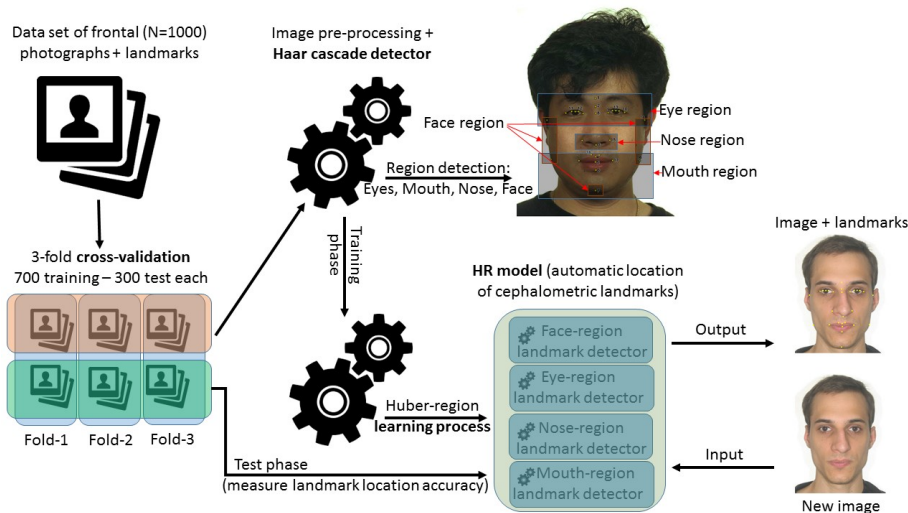 Data set of frontal (N=1000)
photographs + landmarks
Image pre-processing +
Haar cascade detector
Face region
Eye region
Nose region
Mouth region
Region detection:
Eyes, Mouth, Nose, Face
3-fold cross-validation
700 training – 300 test each
Training
phase
Fold-1
Fold-2
Fold-3
Huber-region
learning process
Test phase
(measure landmark location accuracy)
HR model (automatic location
of cephalometric landmarks)
Face-region
landmark detector
Eye-region
landmark detector
Nose-region
landmark detector
Mouth-region
landmark detector
Image + landmarks
Output
Input
New image